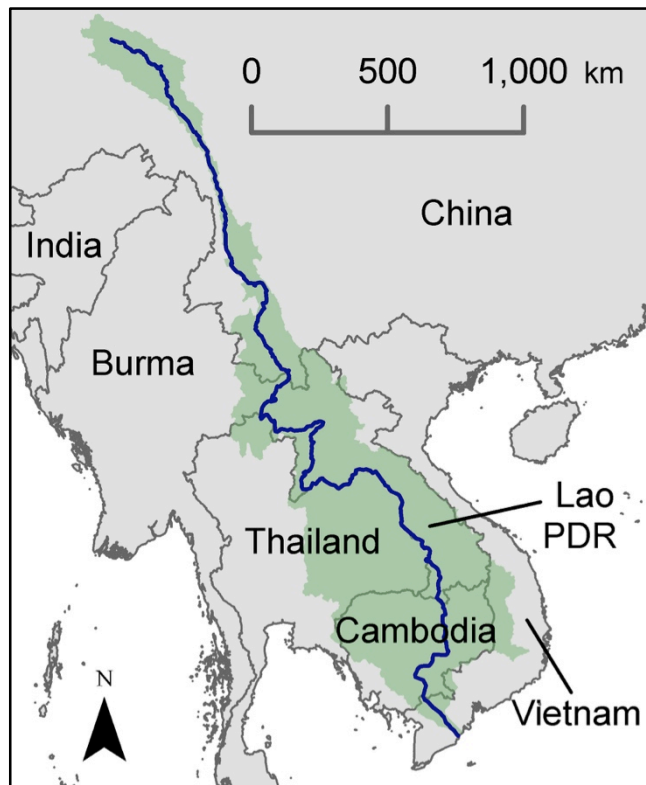 0 500 1,000 km
China
India
Burma
Lao
PDR
Thailand
Cambodia
N
Vietnam